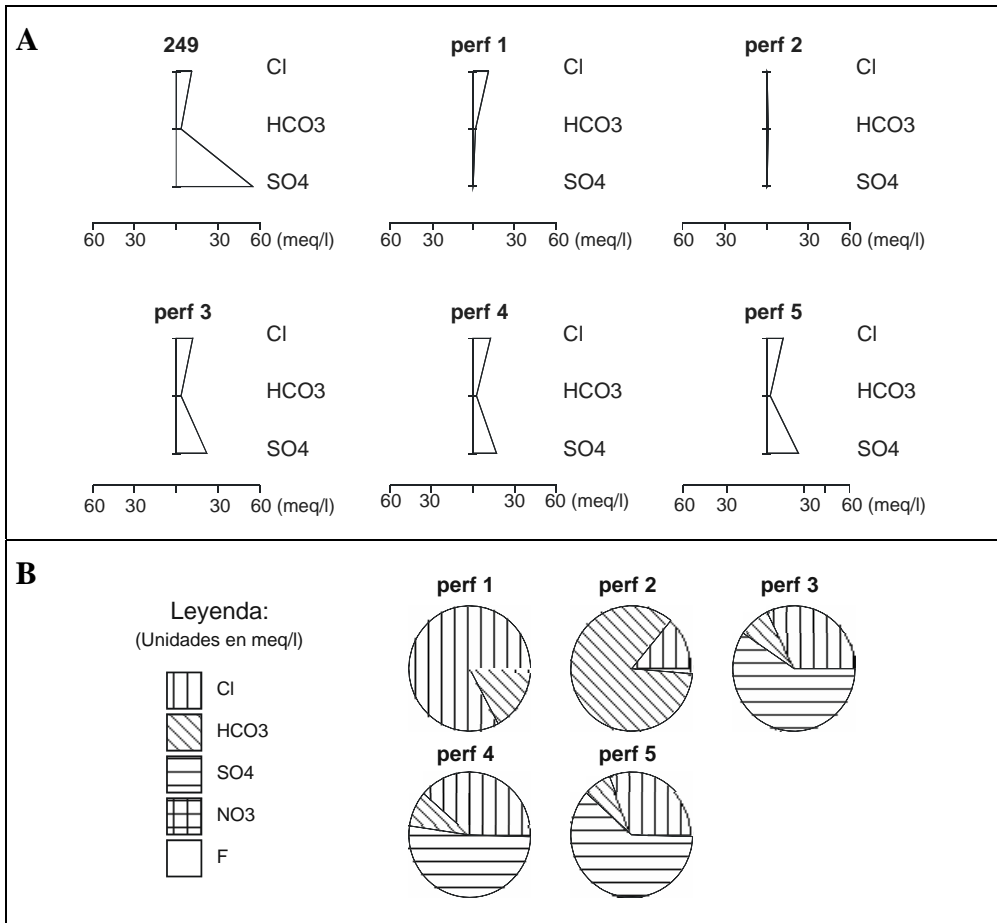 A
249
Cl
HCO3
SO4
60 30 30 60 (meq/l)
perf 1
Cl
HCO3
SO4
60 30 30 60 (meq/l)
perf 2
Cl
HCO3
SO4
60 30 30 60 (meq/l)
perf 3
Cl
HCO3
SO4
60 30 30 60 (meq/l)
perf 4
Cl
HCO3
SO4
60 30 30 60 (meq/l)
perf 5
Cl
HCO3
SO4
60 30 30 30 60 (meq/l)
B
Leyenda:
(Unidades en meq/l)
Cl
HCO3
SO4
NO3
F
perf 1
perf 2
perf 3
perf 4
perf 5